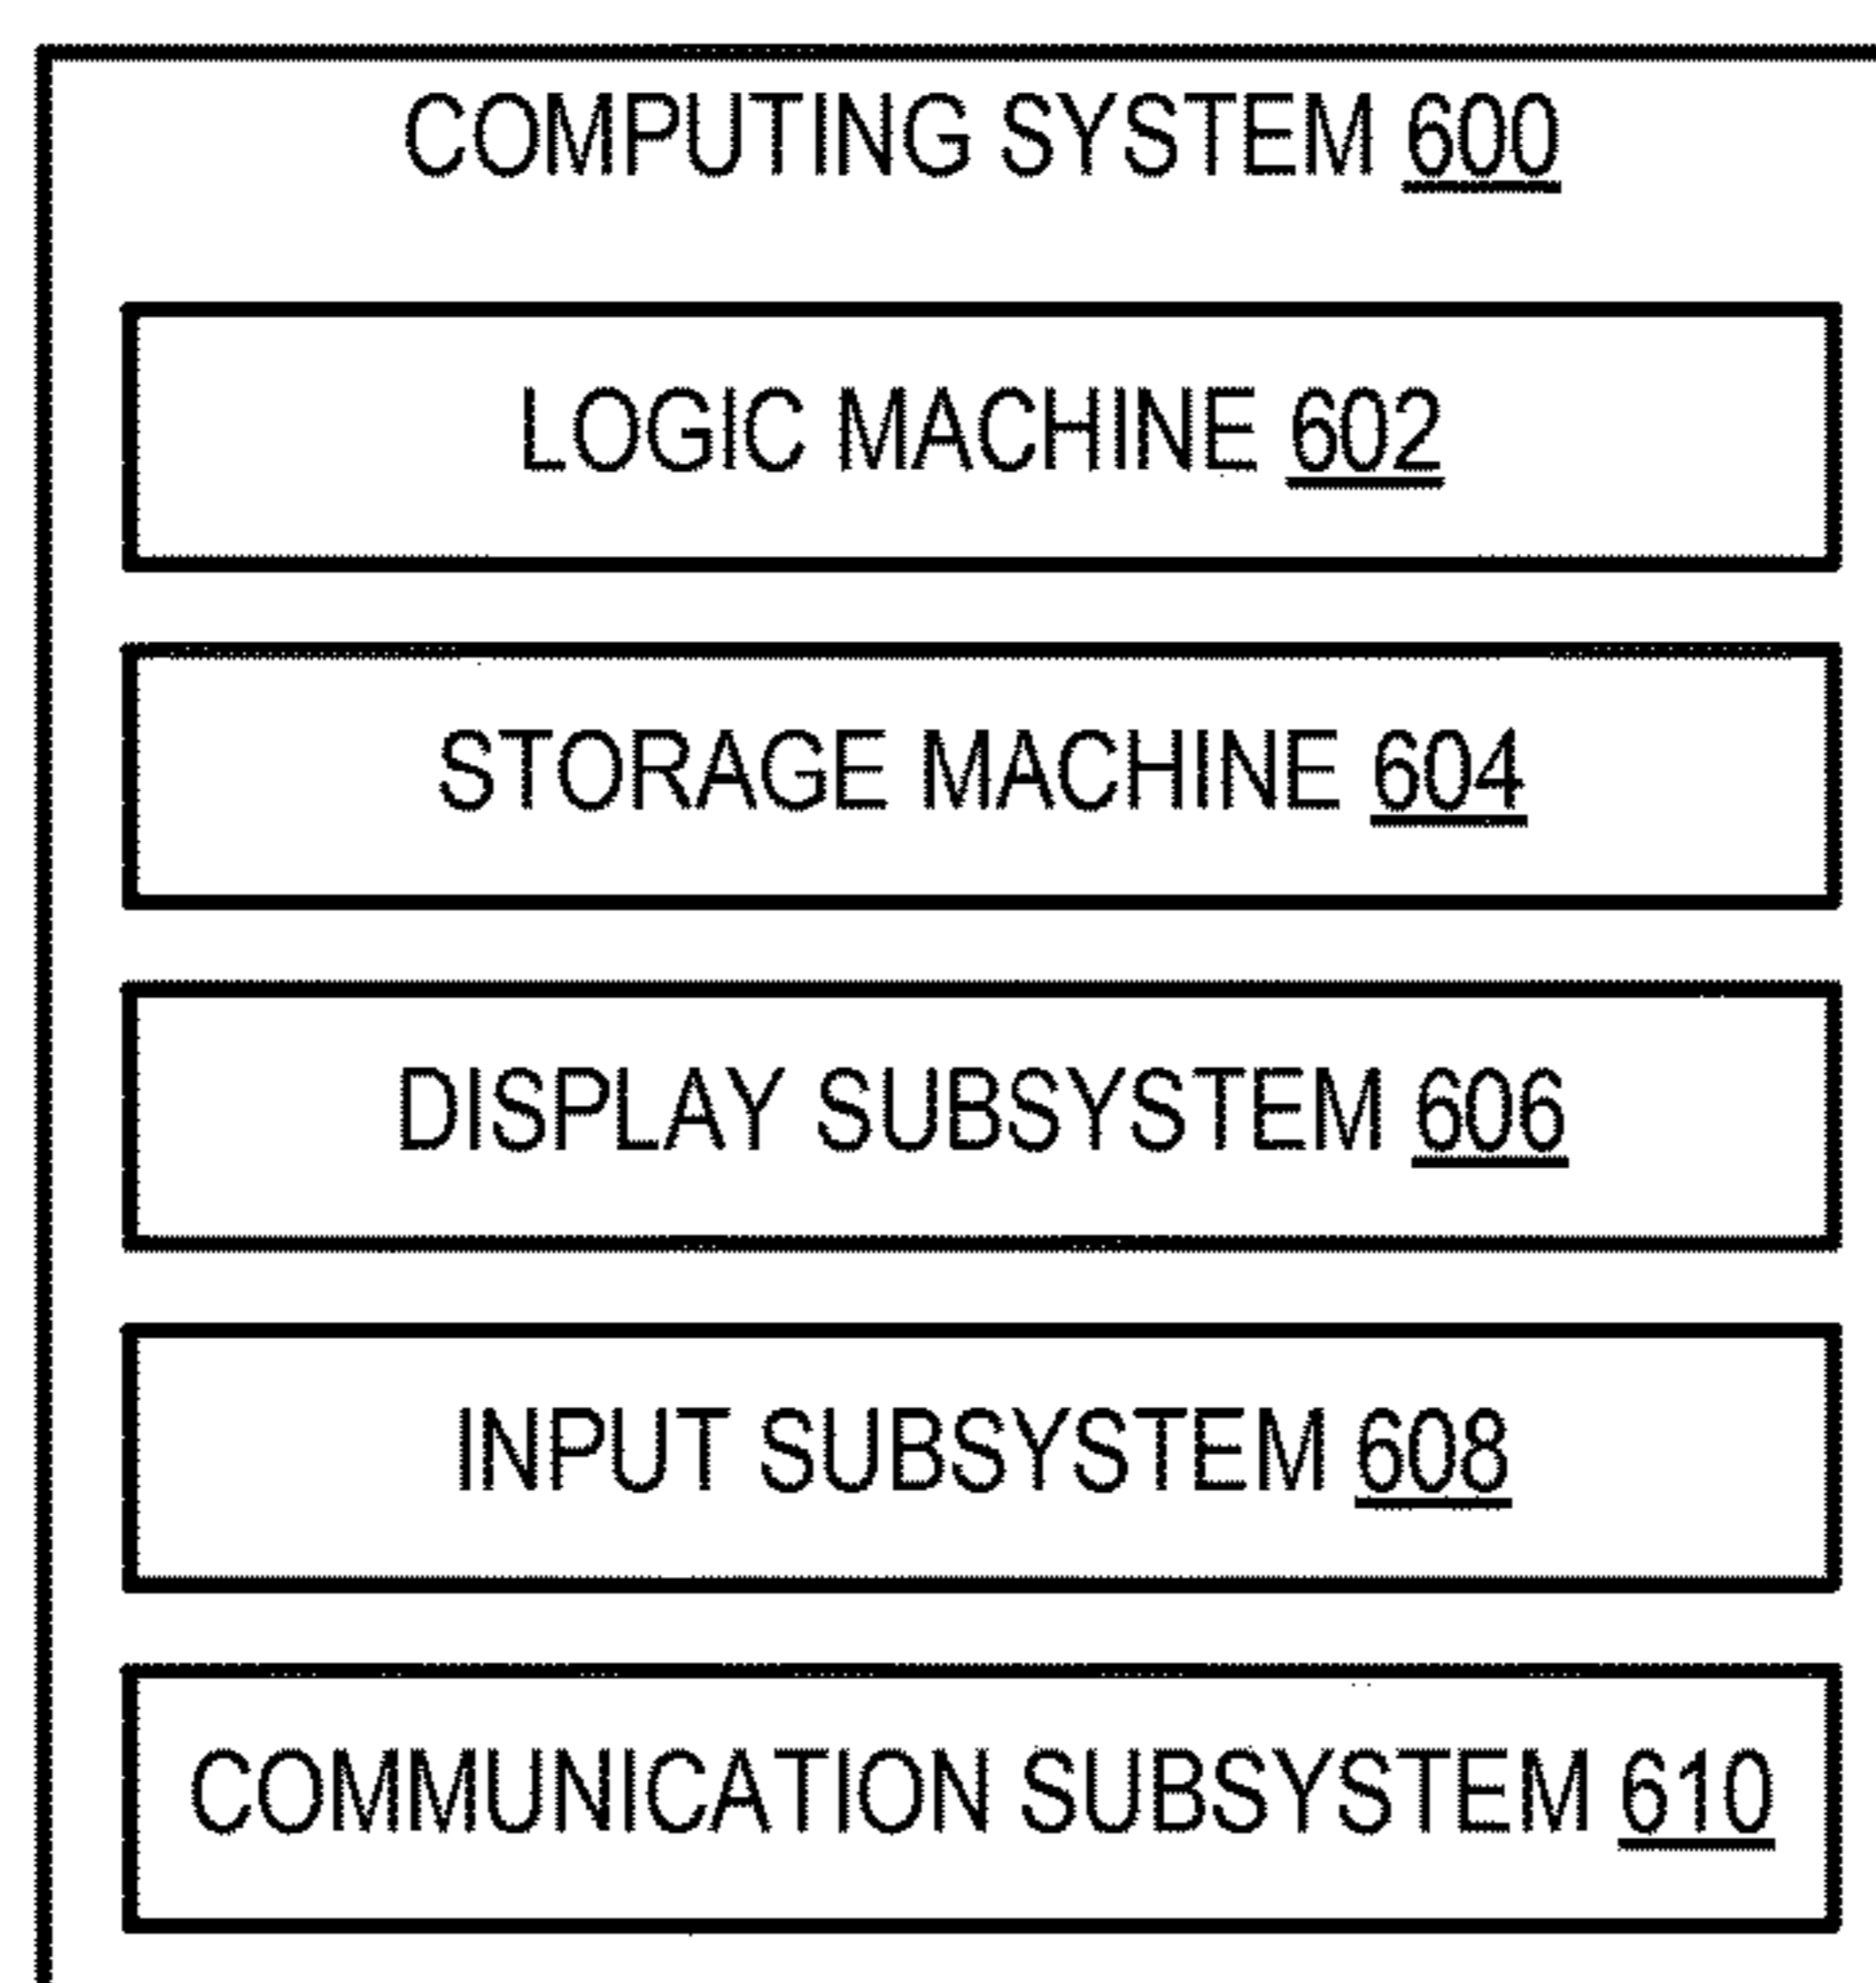 COMPUTING SYSTEM 600
LOGIC MACHINE 602
STORAGE MACHINE 604
DISPLAY SUBSYSTEM 606
INPUT SUBSYSTEM 608
COMMUNICATION SUBSYSTEM 610